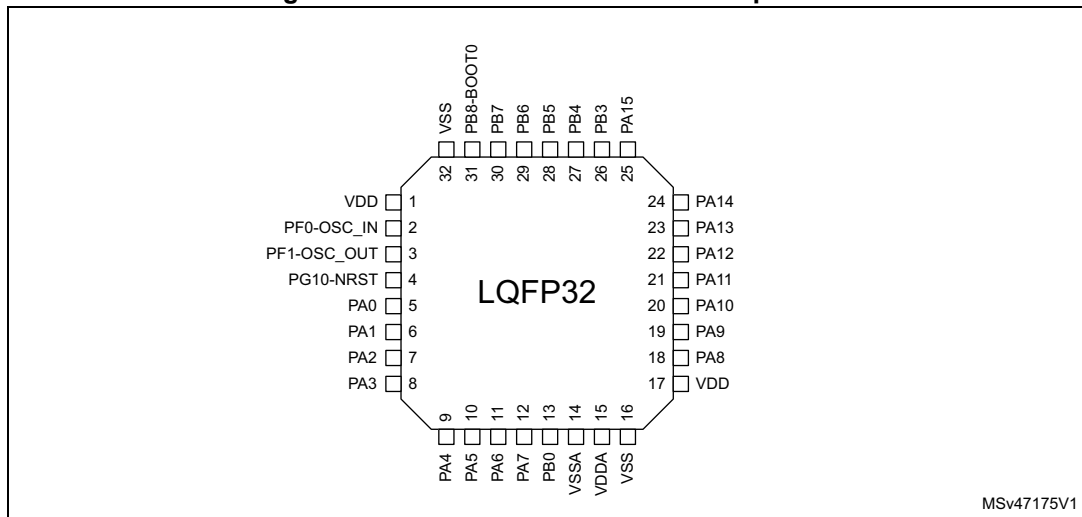 VSS
PB8-BOOT0
PB7
PB6
PB5
PB4
PB3
PA15
32
31
30
29
28
27
26
25
VDD 1
PF0-OSC_IN 2
PF1-OSC_OUT 3
PG10-NRST 4
PA0 5
PA1 6
PA2 7
PA3 8
LQFP32
24 PA14
23 PA13
22 PA12
21 PA11
20 PA10
19 PA9
18 PA8
17 VDD
9
10
11
12
13
14
15
16
PA4
PA5
PA6
PA7
PB0
VSSA
VDDA
VSS
MSv47175V1